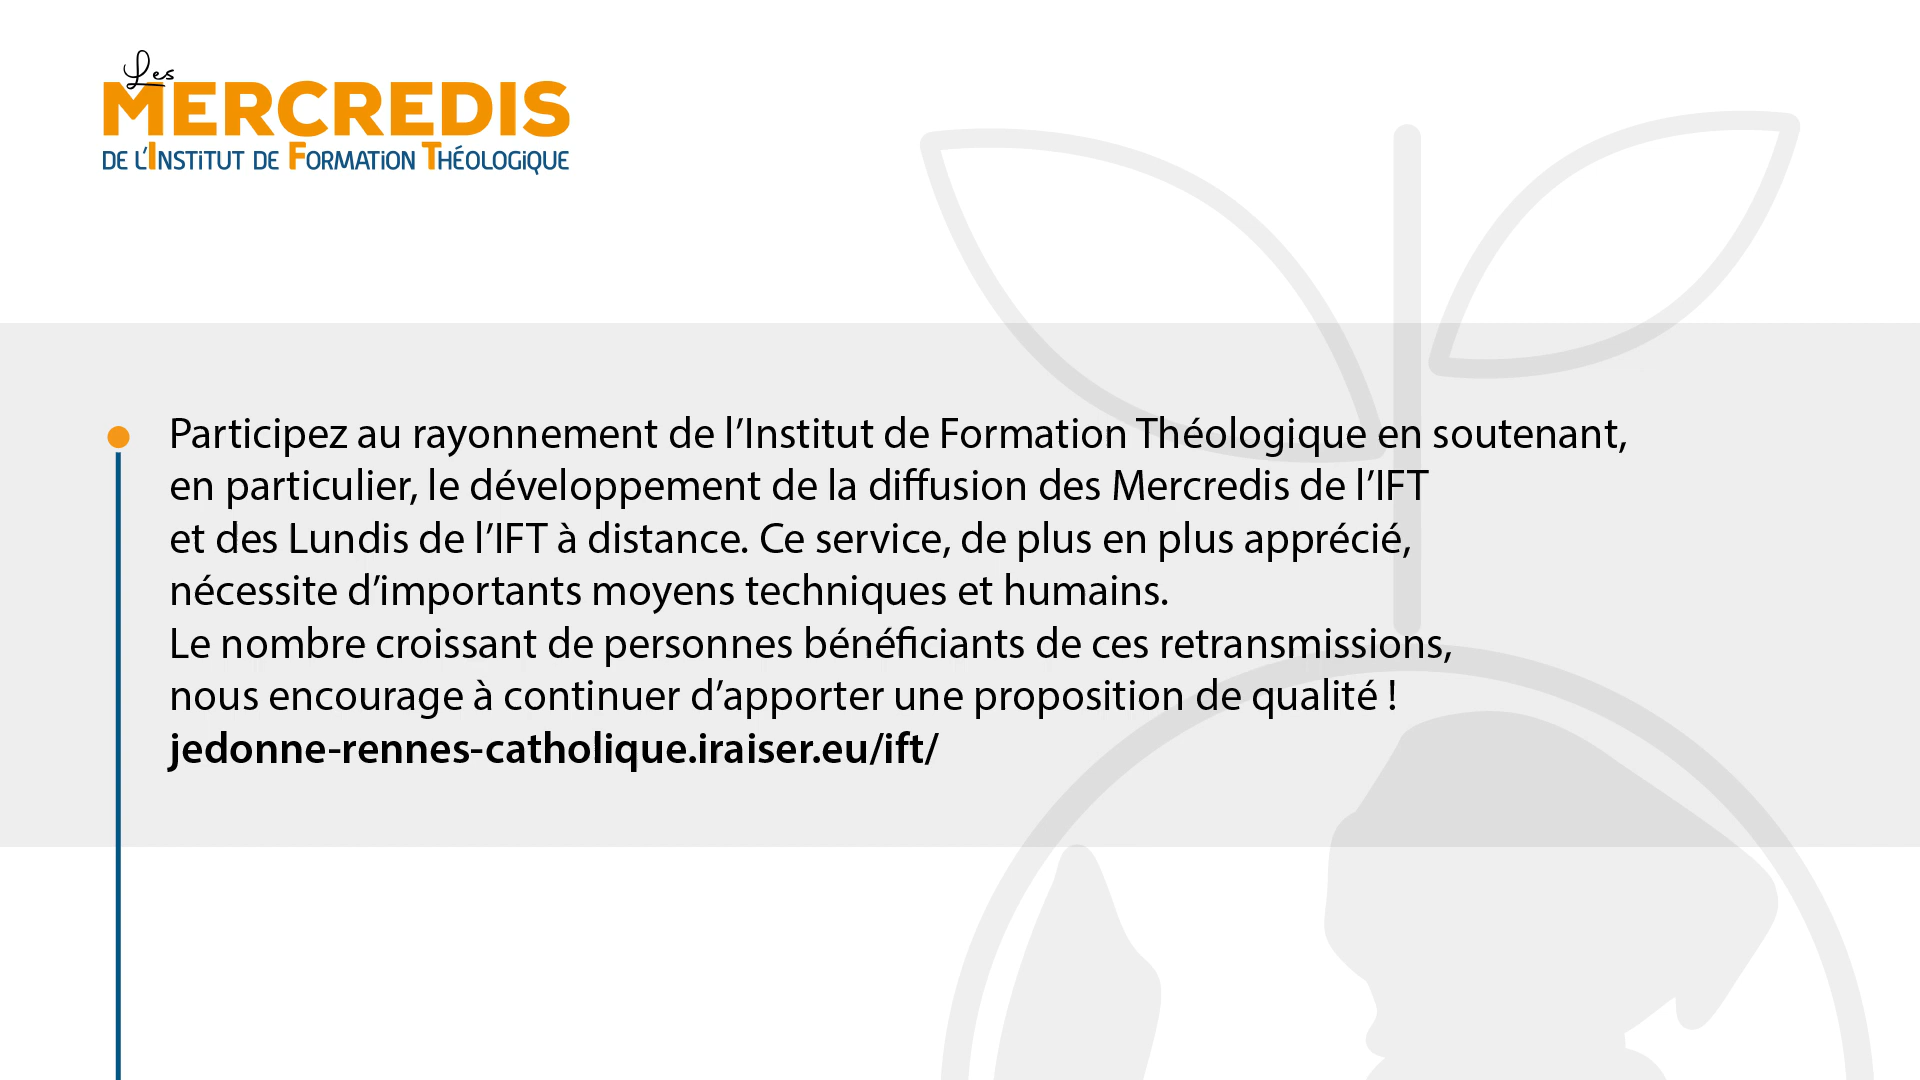 Les
MERCREDIS
DE L'INSTITUT DE FORMATION THÉOLOGIQUE
Participez au rayonnement de l’Institut de Formation Théologique en soutenant,
en particulier, le développement de la diffusion des Mercredis de l’IFT
et des Lundis de l’IFT à distance. Ce service, de plus en plus apprécié,
nécessite d’importants moyens techniques et humains.
Le nombre croissant de personnes bénéficiants de ces retransmissions,
nous encourage à continuer d’apporter une proposition de qualité !
jedonne-rennes-catholique.iraiser.eu/ift/